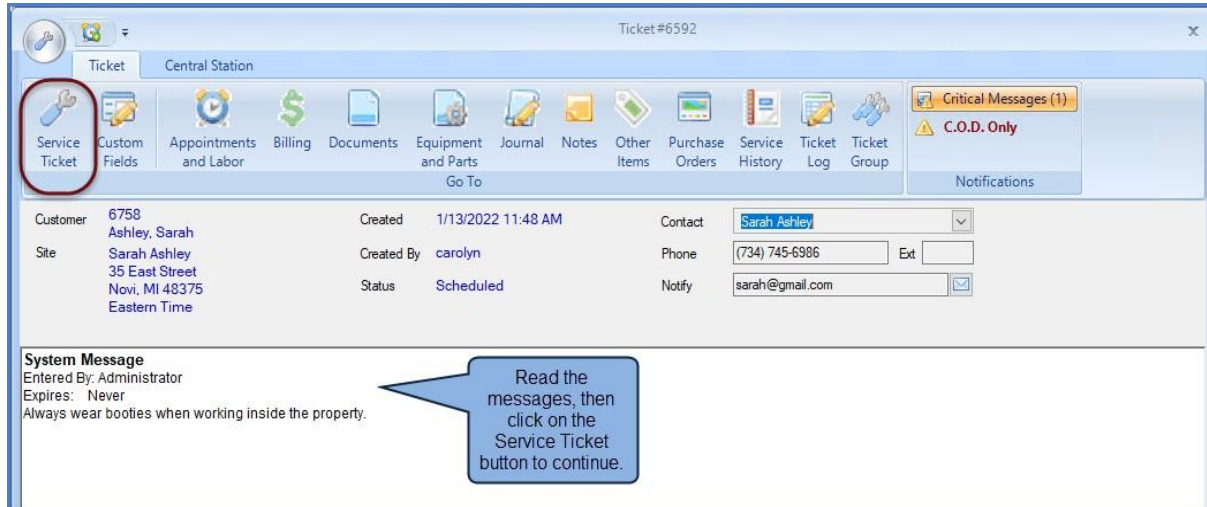 Ticket#6592
x
Ticket
Central Station
Service
Ticket
Custom
Fields
Appointments
and Labor
Billing
Documents
Equipment
and Parts
Journal
Notes
Other
Items
Purchase
Orders
Service
History
Ticket
Log
Ticket
Group
Go To
Critical Messages (1)
C.O.D. Only
Notifications
Customer
6758
Ashley, Sarah
Site
Sarah Ashley
35 East Street
Novi, MI 48375
Eastern Time
Created 1/13/2022 11:48 AM
Created By carolyn
Status Scheduled
Contact Sarah Ashley
Phone (734) 745-6986 Ext
Notify sarah@gmail.com
System Message
Entered By: Administrator
Expires: Never
Always wear booties when working inside the property.
Read the
messages, then
click on the
Service Ticket
button to continue.